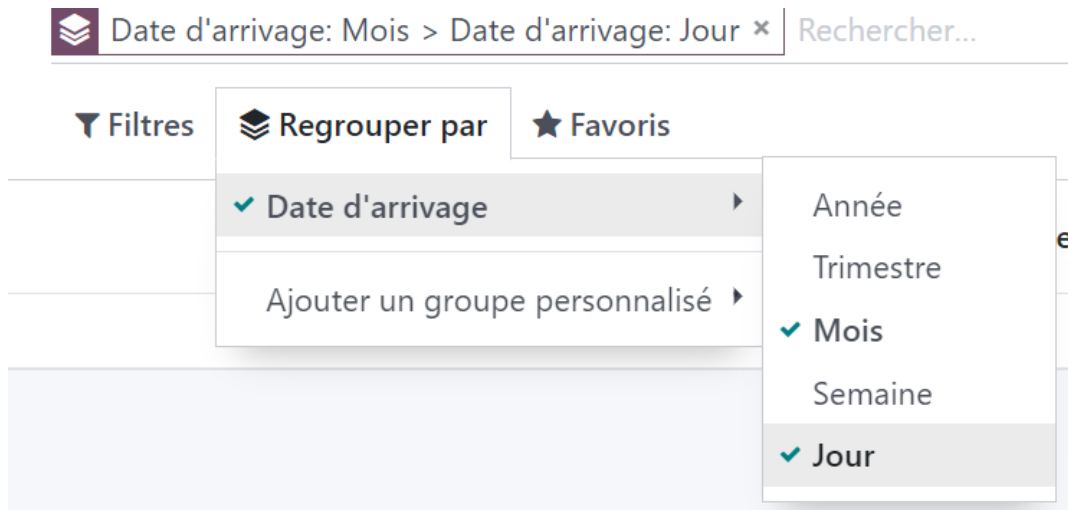 Date d'arrivage: Mois > Date d'arrivage: Jour × Rechercher...
Filtres Regrouper par Favoris
Date d'arrivage
Ajouter un groupe personnalisé
Année
Trimestre
Mois
Semaine
Jour